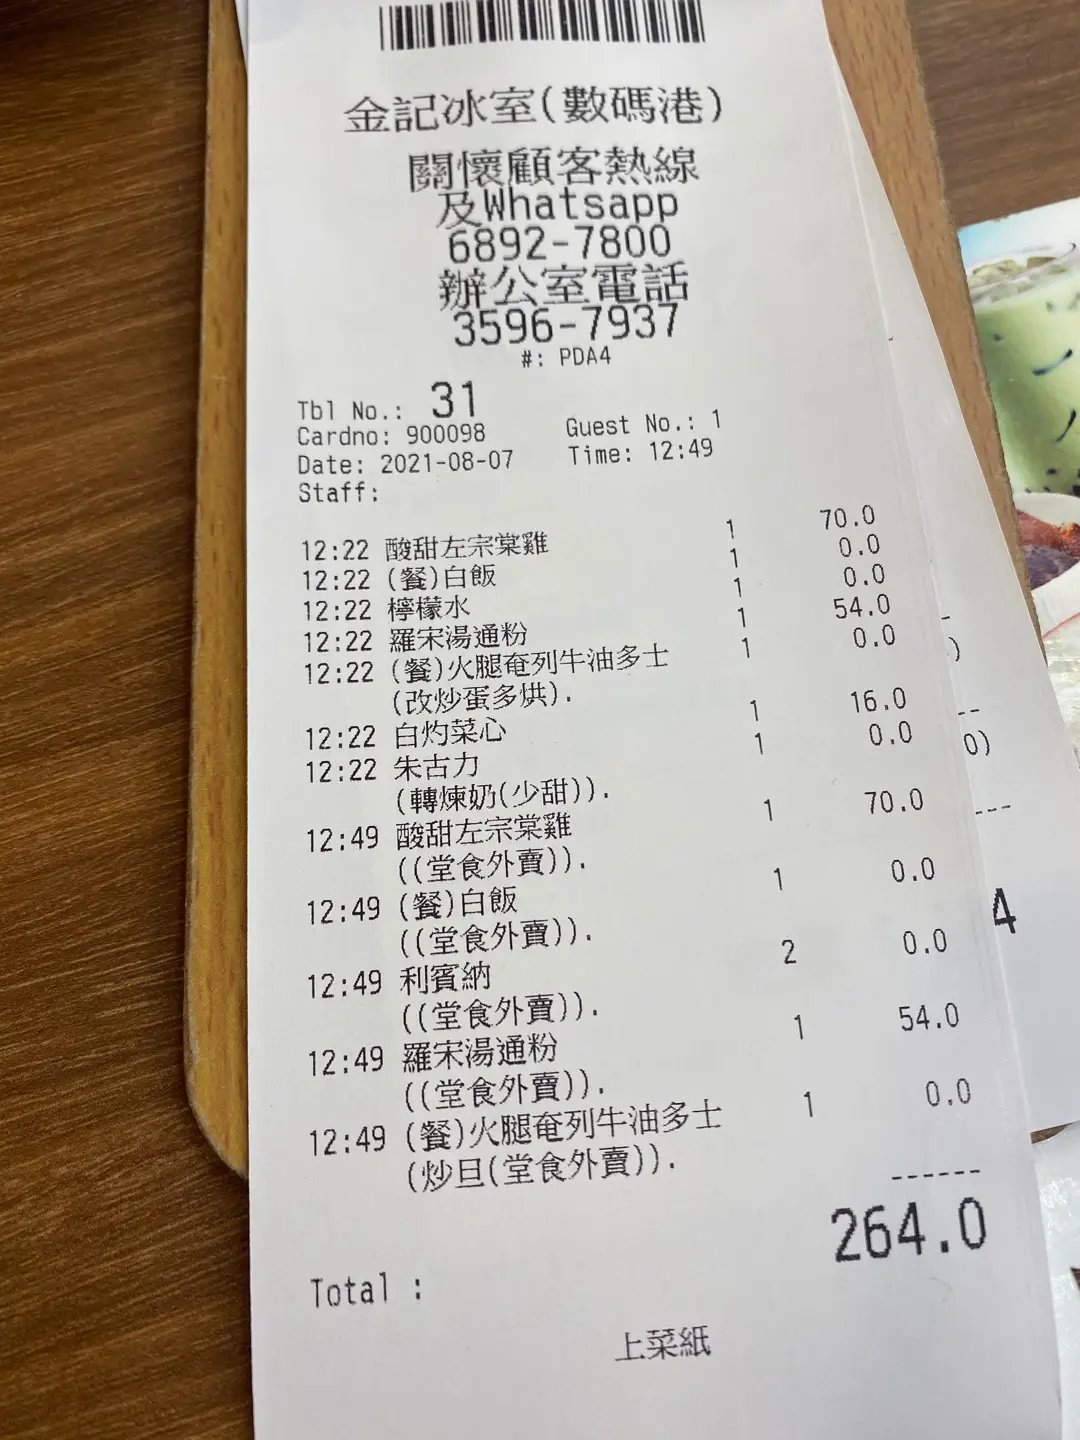 金記冰室(數碼港)
關懷顧客熱線
及Whatsapp
6892-7800
辦公室電話
3596-7937
#: PDA4
Tbl No.: 31
Cardno: 900098 Guest No.: 1
Date: 2021-08-07 Time: 12:49
Staff:
12:22 酸甜左宗棠雞 1 70.0
12:22 (餐)白飯 1 0.0
12:22 檸檬水 1 0.0
12:22 羅宋湯通粉 1 54.0
12:22 (餐)火腿奄列牛油多士 1 0.0
(改炒蛋多烘).
12:22 白灼菜心 1 16.0
12:22 朱古力 1 0.0
(轉煉奶(少甜)).
12:49 酸甜左宗棠雞 1 70.0
((堂食外賣)).
12:49 (餐)白飯 1 0.0
((堂食外賣)).
12:49 利賓納 2 0.0
((堂食外賣)).
12:49 羅宋湯通粉 1 54.0
((堂食外賣)).
12:49 (餐)火腿奄列牛油多士 1 0.0
(炒旦(堂食外賣)).
------
264.0
Total :
上菜紙
)
0)
4